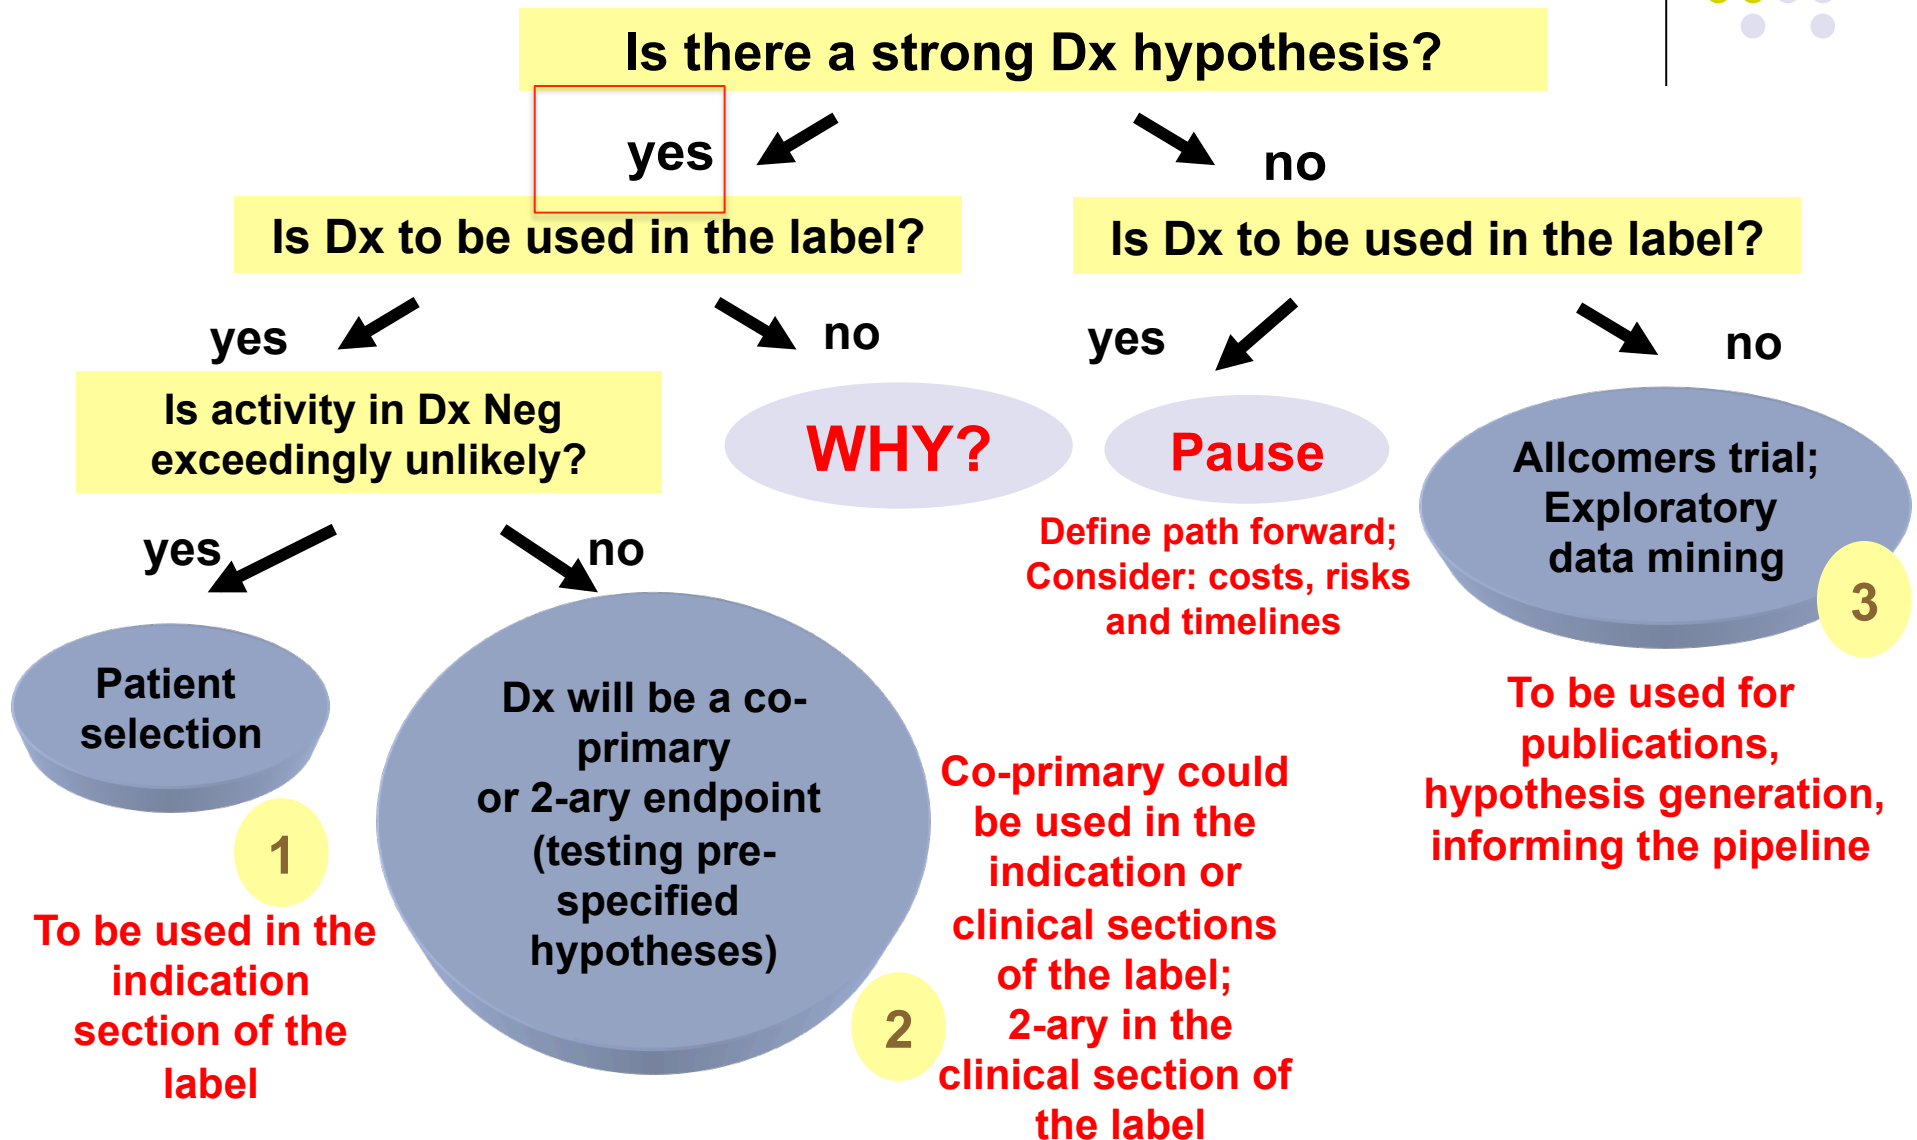 Is there a strong Dx hypothesis?
yes
no
Is Dx to be used in the label?
Is Dx to be used in the label?
yes
no
yes
no
Is activity in Dx Neg
exceedingly unlikely?
WHY?
Pause
Allcomers trial;
Exploratory
data mining
3
Define path forward;
Consider: costs, risks
and timelines
yes
no
Patient
selection
1
To be used in the
indication
section of the
label
Dx will be a co-
primary
or 2-ary endpoint
(testing pre-
specified
hypotheses)
2
Co-primary could
be used in the
indication or
clinical sections
of the label;
2-ary in the
clinical section of
the label
To be used for
publications,
hypothesis generation,
informing the pipeline